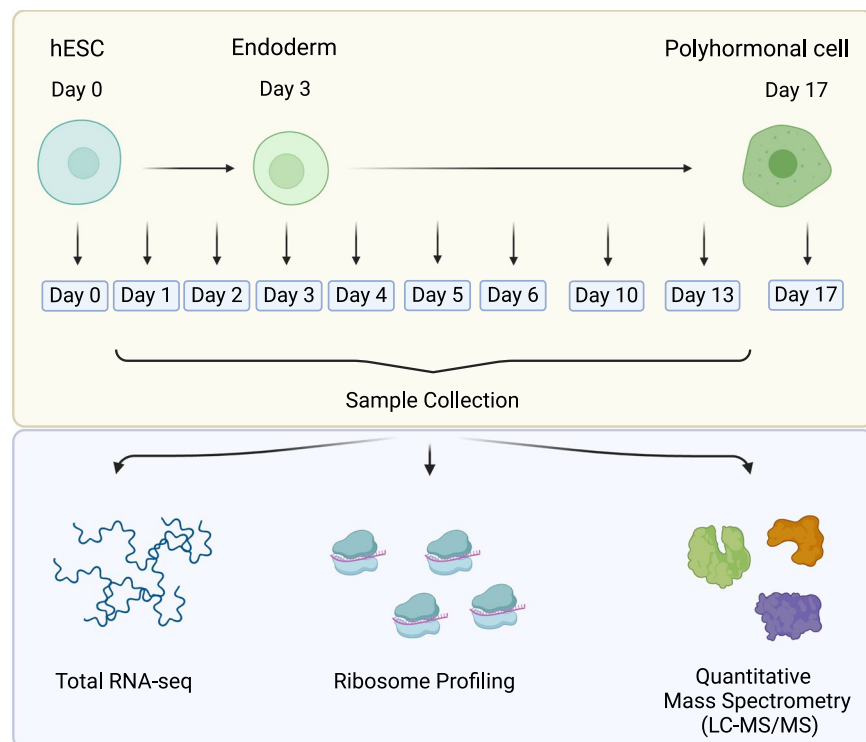 hESC
Endoderm
Polyhormonal cell
Day 0
Day 3
Day 17
Day 0
Day 1
Day 2
Day 3
Day 4
Day 5
Day 6
Day 10
Day 13
Day 17
Sample Collection
Total RNA-seq
Ribosome Profiling
Quantitative
Mass Spectrometry
(LC-MS/MS)